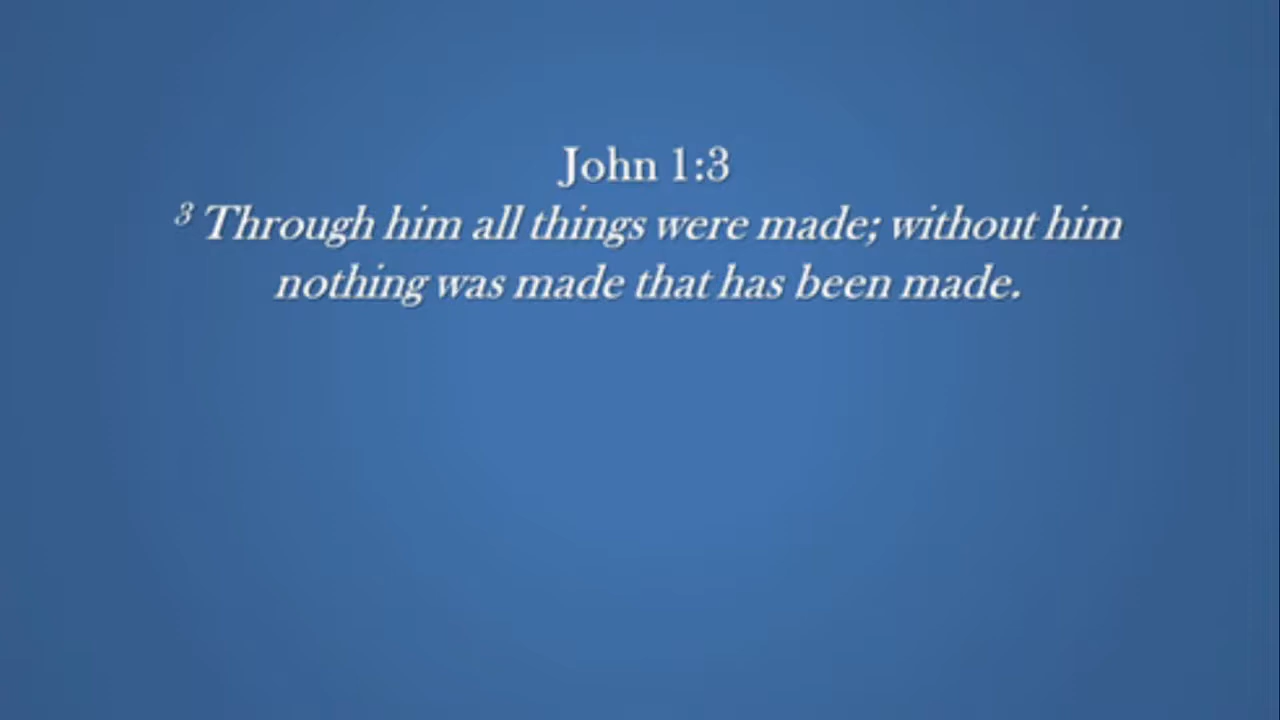 John 1:3
³ Through him all things were made; without him
nothing was made that has been made.